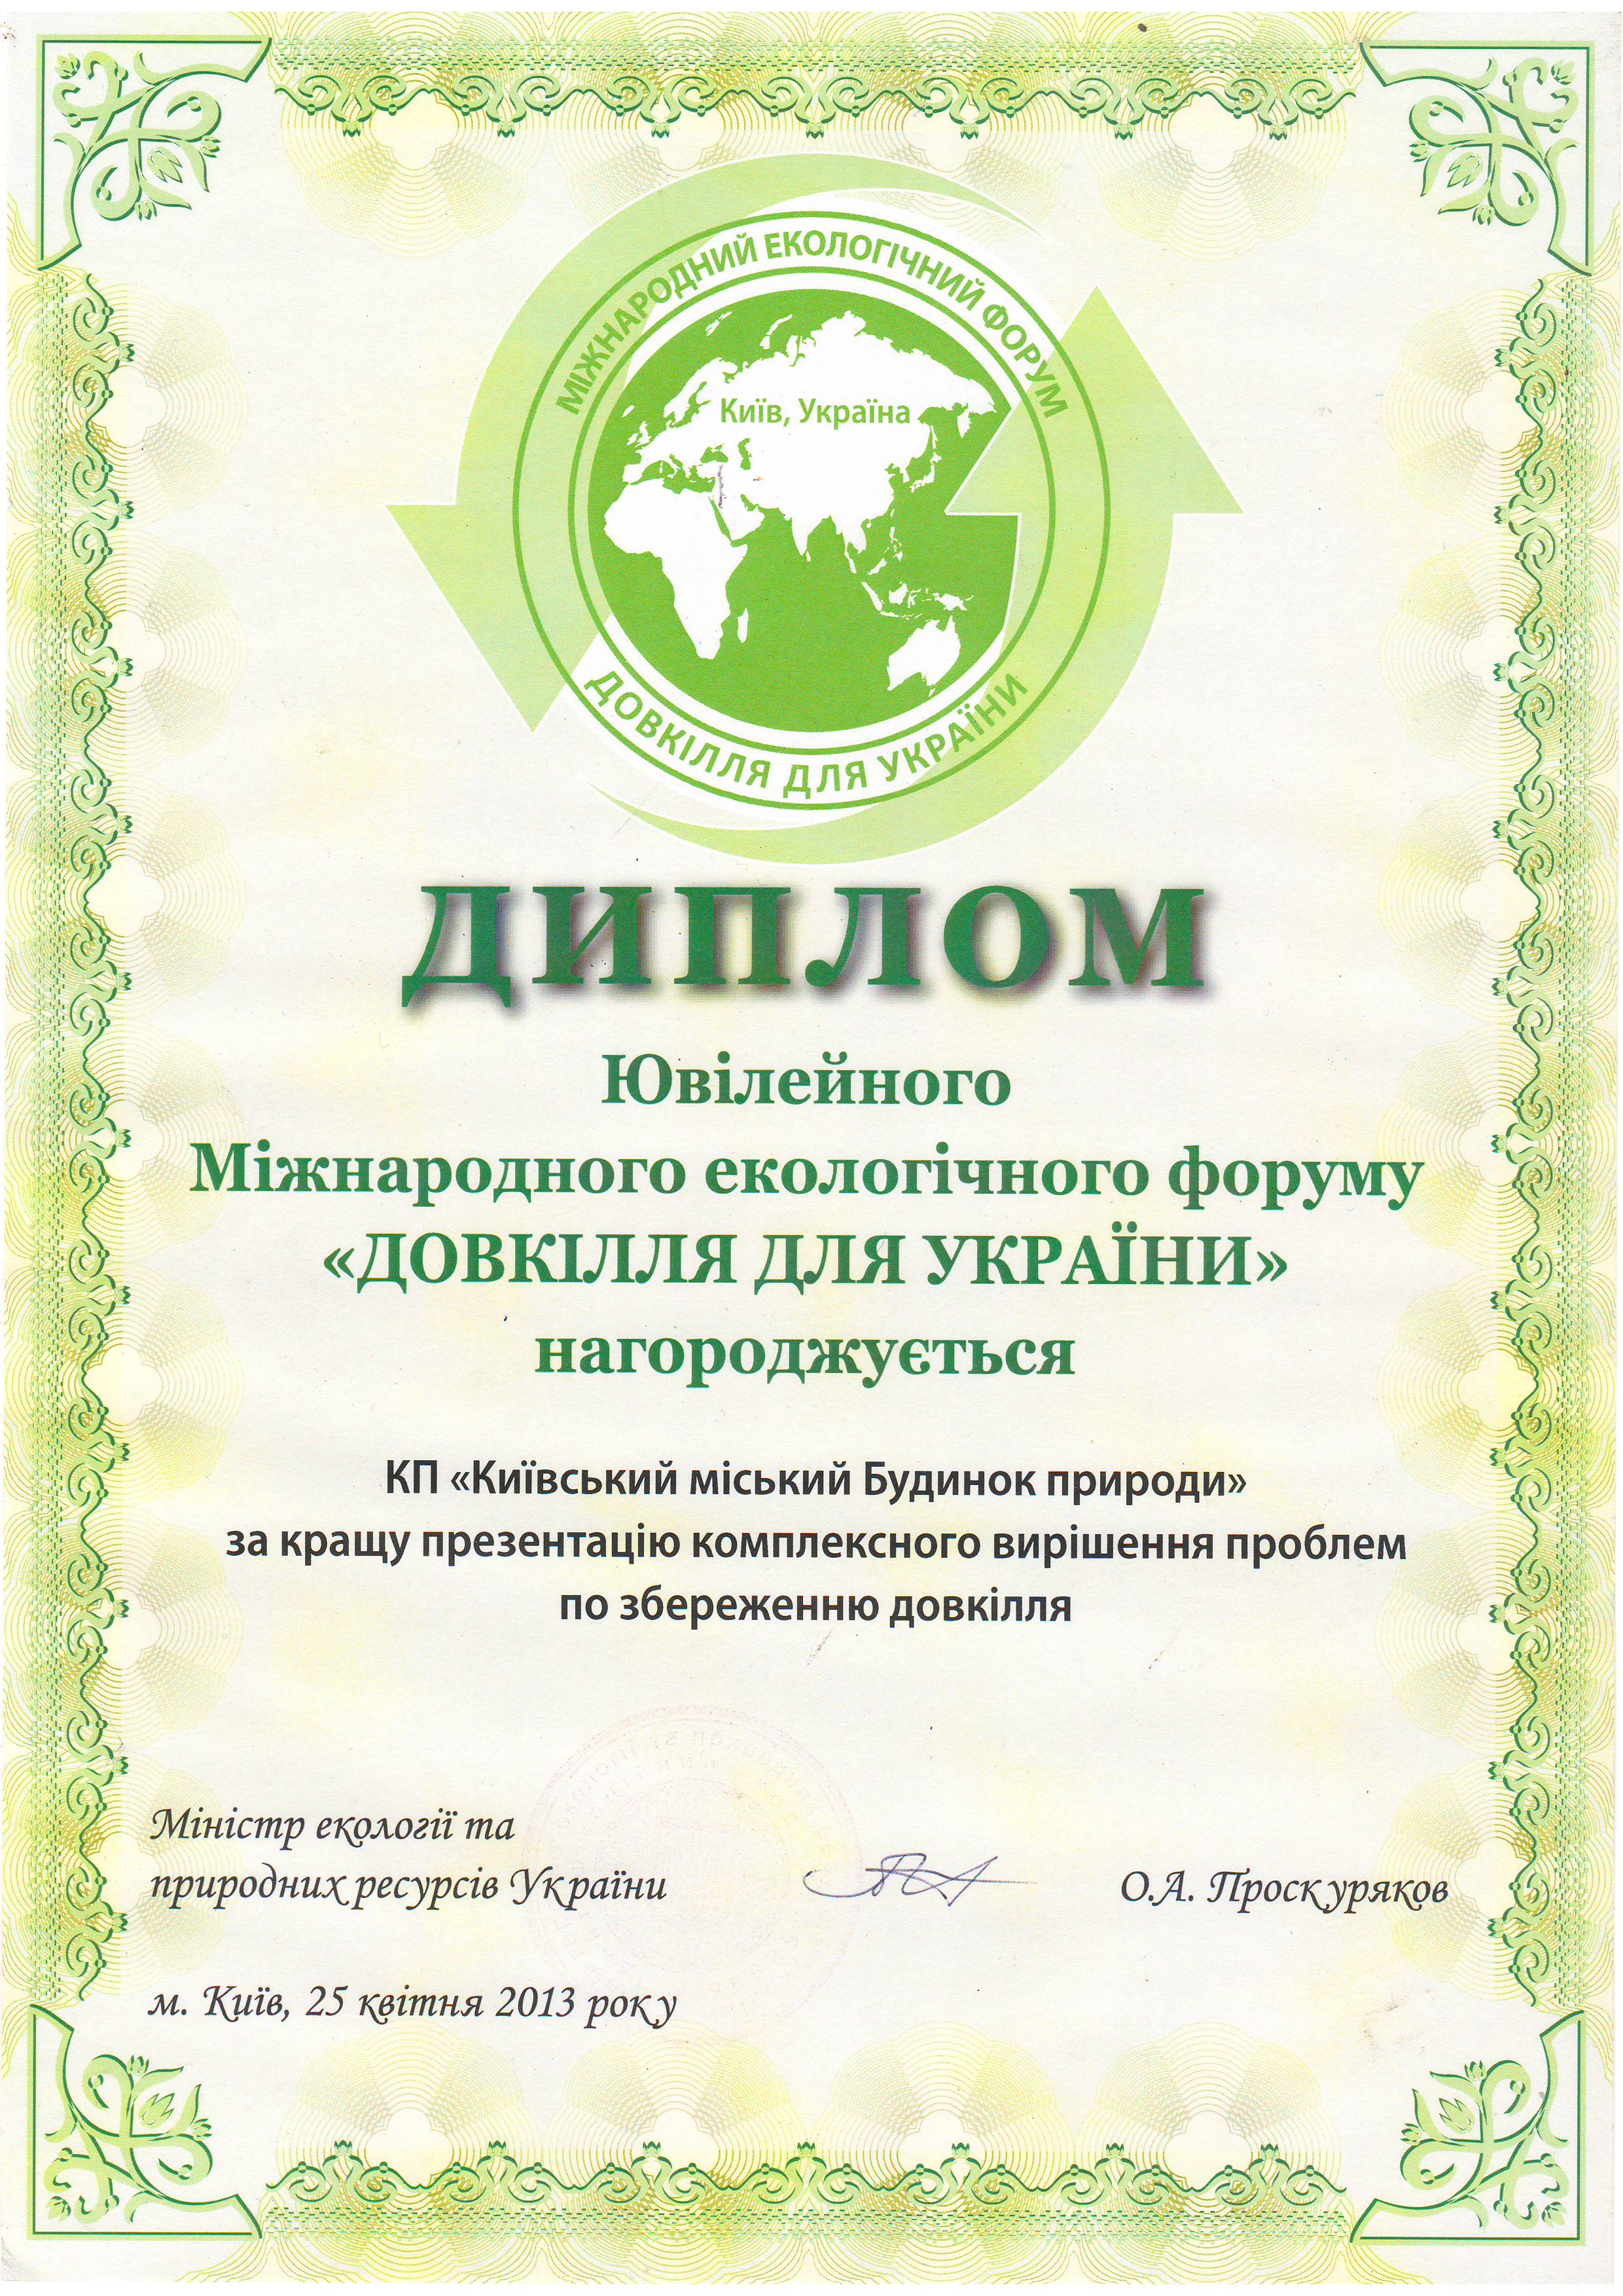 МІЖНАРОДНИЙ ЕКОЛОГІЧНИЙ ФОРУМ
Київ, Україна
ДОВКІЛЛЯ ДЛЯ УКРАЇНИ
ДИПЛОМ
Ювілейного
Міжнародного екологічного форуму
«ДОВКІЛЛЯ ДЛЯ УКРАЇНИ»
нагороджується
КП «Київський міський Будинок природи»
за кращу презентацію комплексного вирішення проблем
по збереженню довкілля
Міністр екології та
природних ресурсів України
О.А. Проскуряков
м. Київ, 25 квітня 2013 року